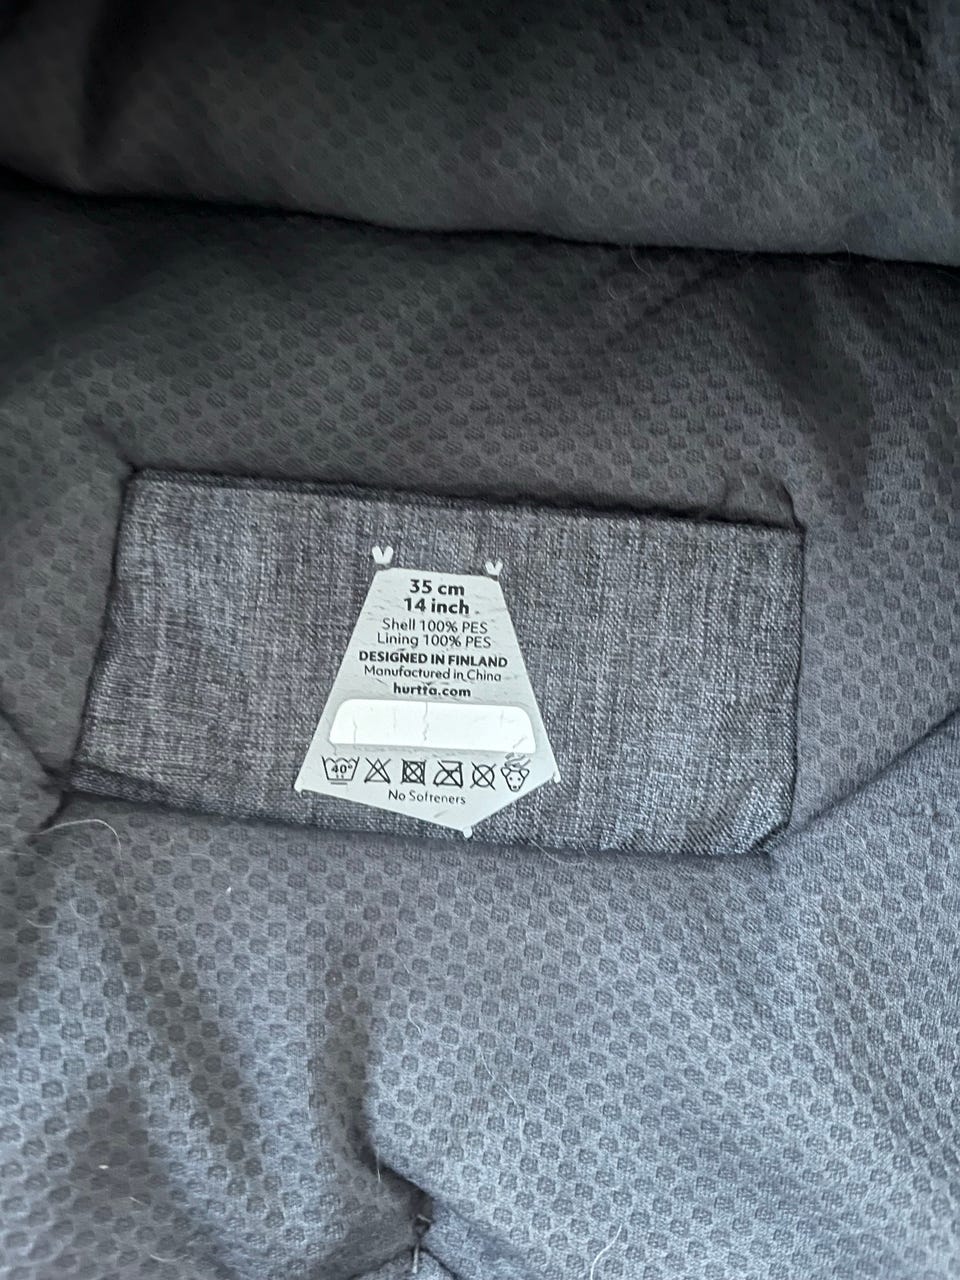 35 cm
14 inch
Shell 100% PES
Lining 100% PES
DESIGNED IN FINLAND
Manufactured in China
hurtta.com
40°
No Softeners